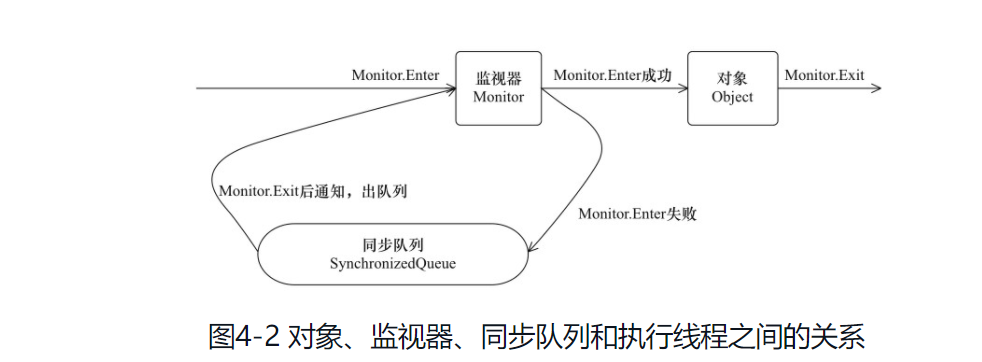 Monitor.Enter
监视器
Monitor
Monitor.Enter成功
对象
Object
Monitor.Exit
Monitor.Exit后通知，出队列
Monitor.Enter失败
同步队列
SynchronizedQueue
图4-2 对象、监视器、同步队列和执行线程之间的关系